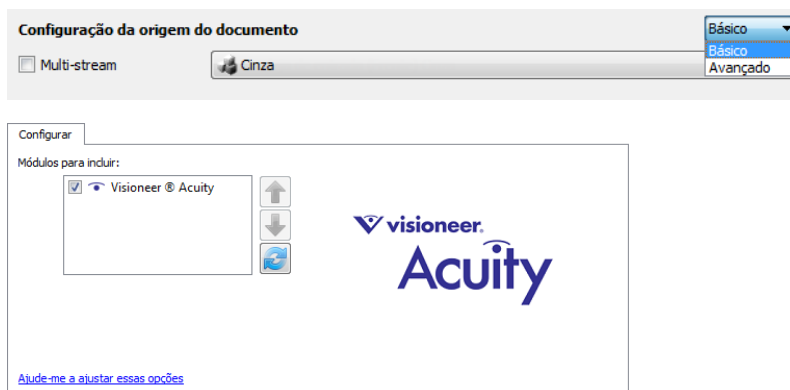 Configuração da origem do documento
Básico
Multi-stream
Cinza
Básico
Avançado
Configurar
Módulos para incluir:
Visioneer ® Acuity
visioneer.
Acuity
Ajude-me a ajustar essas opções